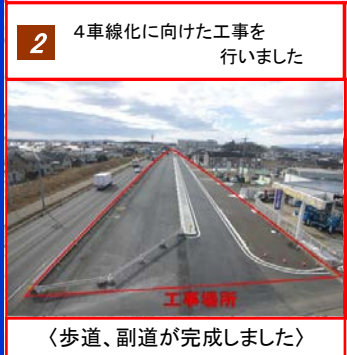 2
4車線化に向けた工事を
行いました
工事場所
〈歩道、副道が完成しました〉